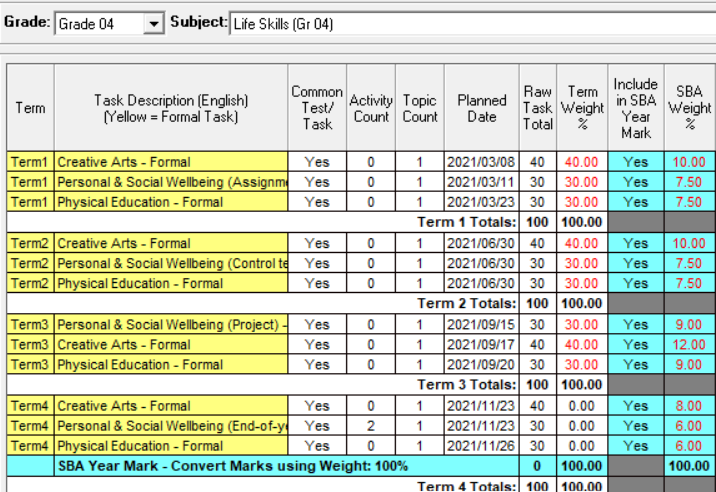 Grade: Grade 04 Subject: Life Skills (Gr 04)
Term Task Description (English) (Yellow = Formal Task) Common Test/ Task Activity Count Topic Count Planned Date Raw Task Total Term Weight % Include in SBA Year Mark SBA Weight %
Term1 Creative Arts - Formal Yes 0 1 2021/03/08 40 40.00 Yes 10.00
Term1 Personal & Social Wellbeing (Assignme Yes 0 1 2021/03/11 30 30.00 Yes 7.50
Term1 Physical Education - Formal Yes 0 1 2021/03/23 30 30.00 Yes 7.50
Term 1 Totals: 100 100.00
Term2 Creative Arts - Formal Yes 0 1 2021/06/30 40 40.00 Yes 10.00
Term2 Personal & Social Wellbeing (Control te Yes 0 1 2021/06/30 30 30.00 Yes 7.50
Term2 Physical Education - Formal Yes 0 1 2021/06/30 30 30.00 Yes 7.50
Term 2 Totals: 100 100.00
Term3 Personal & Social Wellbeing (Project) - Yes 0 1 2021/09/15 30 30.00 Yes 9.00
Term3 Creative Arts - Formal Yes 0 1 2021/09/17 40 40.00 Yes 12.00
Term3 Physical Education - Formal Yes 0 1 2021/09/20 30 30.00 Yes 9.00
Term 3 Totals: 100 100.00
Term4 Creative Arts - Formal Yes 0 1 2021/11/23 40 0.00 Yes 8.00
Term4 Personal & Social Wellbeing (End-of-y Yes 2 1 2021/11/23 30 0.00 Yes 6.00
Term4 Physical Education - Formal Yes 0 1 2021/11/26 30 0.00 Yes 6.00
SBA Year Mark - Convert Marks using Weight: 100% 0 100.00 100.00
Term 4 Totals: 100 100.00